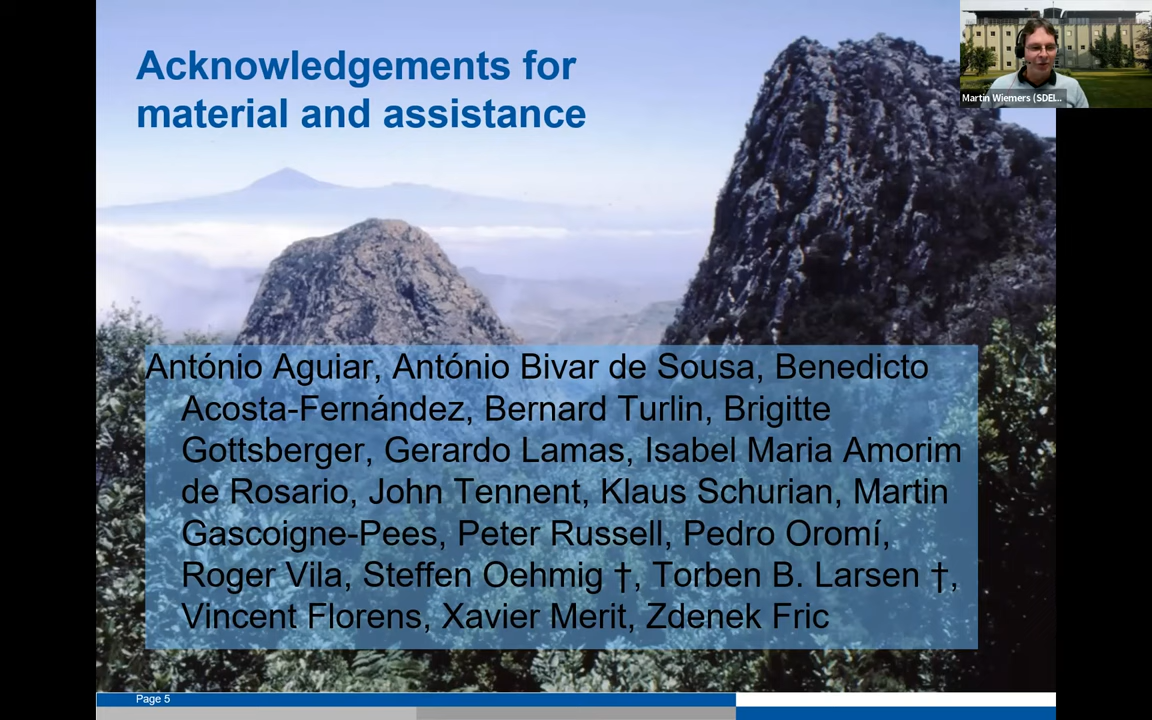 Acknowledgements for
material and assistance
Martin Wiemers (SDEI...
António Aguiar, António Bivar de Sousa, Benedicto
Acosta-Fernández, Bernard Turlin, Brigitte
Gottsberger, Gerardo Lamas, Isabel Maria Amorim
de Rosario, John Tennent, Klaus Schurian, Martin
Gascoigne-Pees, Peter Russell, Pedro Oromí,
Roger Vila, Steffen Oehmig †, Torben B. Larsen †,
Vincent Florens, Xavier Merit, Zdenek Fric
Page 5